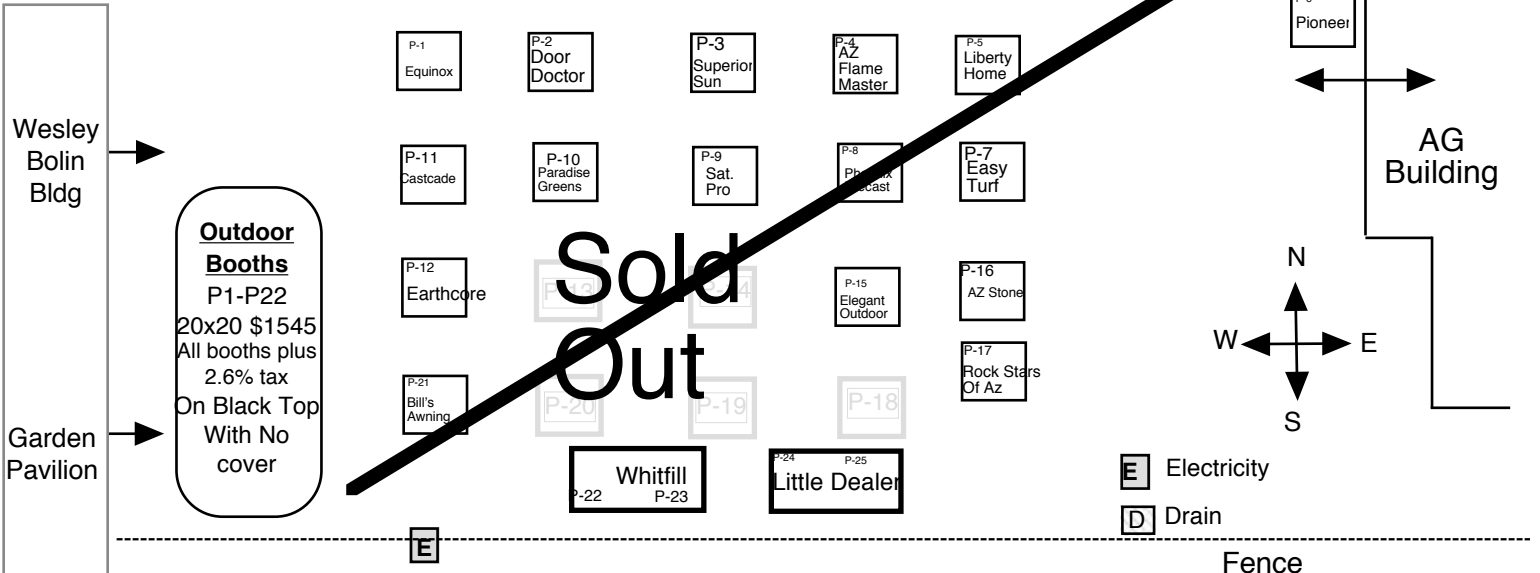 Wesley
Bolin
Bldg
Garden
Pavilion
Outdoor
Booths
P1-P22
20x20 $1545
All booths plus
2.6% tax
On Black Top
With No
cover
P-1
Equinox
P-2
Door
Doctor
P-3
Superior
Sun
P-4
AZ
Flame
Master
P-5
Liberty
Home
Pioneer
P-11
Castcade
P-10
Paradise
Greens
P-9
Sat.
Pro
P-8
P-7
Easy
Turf
AG
Building
P-12
Earthcore
P-13
P-14
Sold
Out
P-15
Elegant
Outdoor
P-16
AZ Stone
P-17
Rock Stars
Of Az
P-21
Bill's
Awning
P-20
P-19
P-18
Whitfill
P-22
P-23
P-24
P-25
Little Dealer
N
W
E
S
E
Electricity
D
Drain
E
Fence